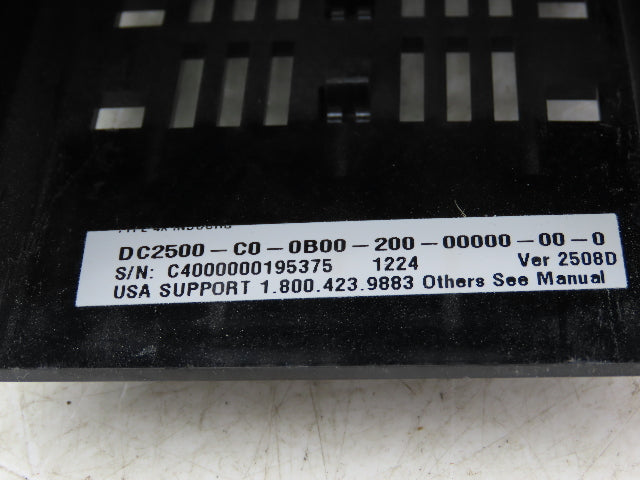 DC2500-C0-0B00-200-00000-00-0
S/N: C4000000195375 1224 Ver 2508D
USA SUPPORT 1.800.423.9883 Others See Manual